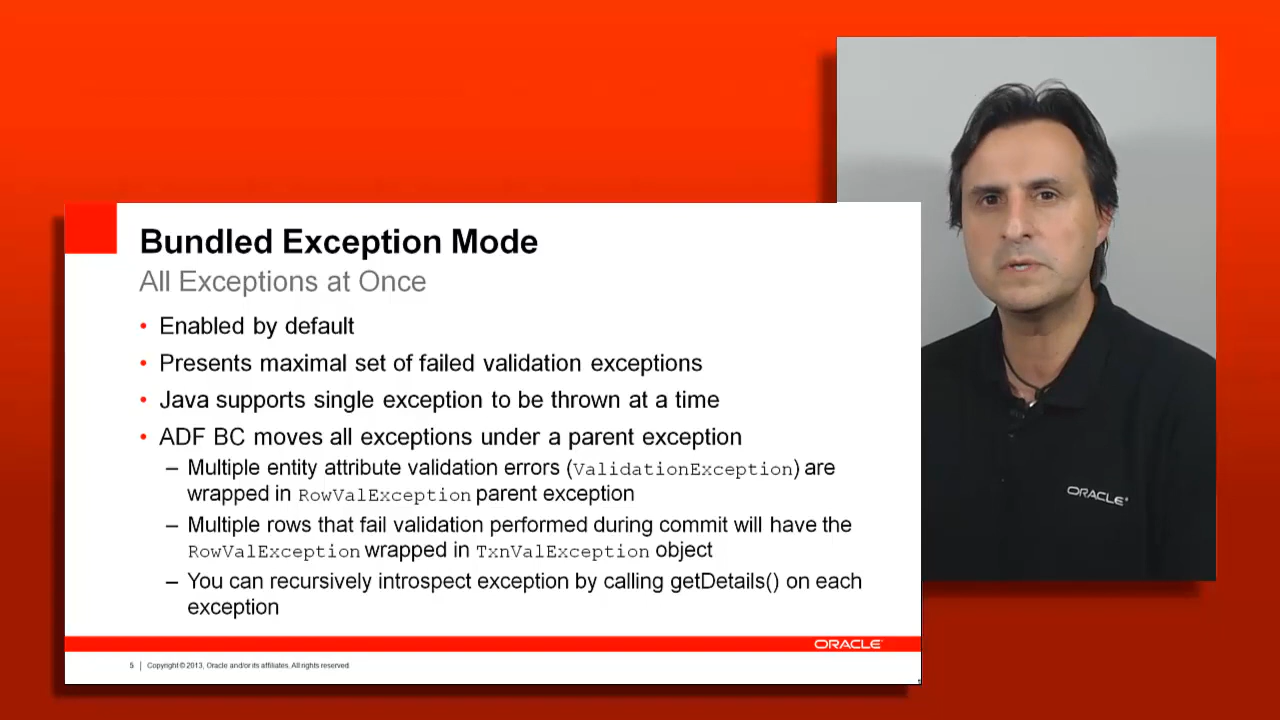 Bundled Exception Mode
All Exceptions at Once
• Enabled by default
• Presents maximal set of failed validation exceptions
• Java supports single exception to be thrown at a time
• ADF BC moves all exceptions under a parent exception
– Multiple entity attribute validation errors (ValidationException) are
wrapped in RowValException parent exception
– Multiple rows that fail validation performed during commit will have the
RowValException wrapped in TxnValException object
– You can recursively introspect exception by calling getDetails() on each
exception
ORACLE
5 | Copyright © 2013, Oracle and/or its affiliates. All rights reserved
ORACLE®